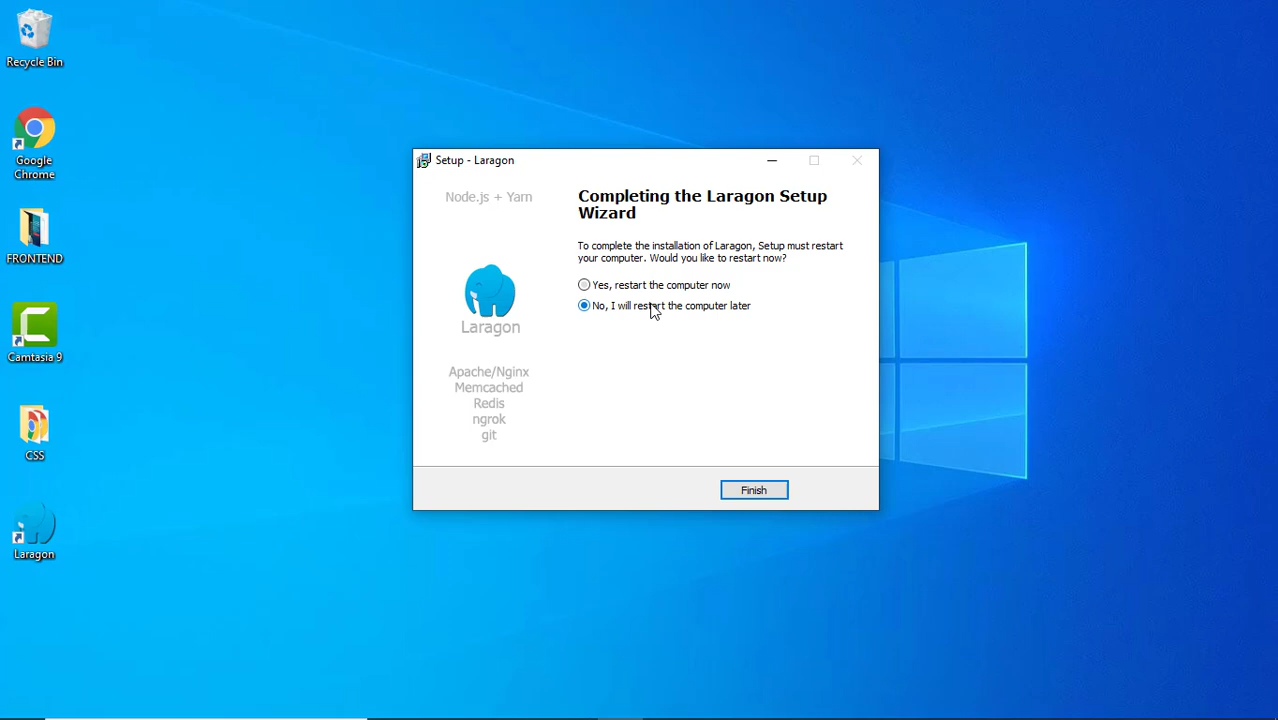 Recycle Bin
Google
Chrome
FRONTEND
Camtasia 9
CSS
Laragon
Setup - Laragon
Node.js + Yarn
Laragon
Apache/Nginx
Memcached
Redis
ngrok
git
Completing the Laragon Setup
Wizard
To complete the installation of Laragon, Setup must restart
your computer. Would you like to restart now?
Yes, restart the computer now
No, I will restart the computer later
Finish